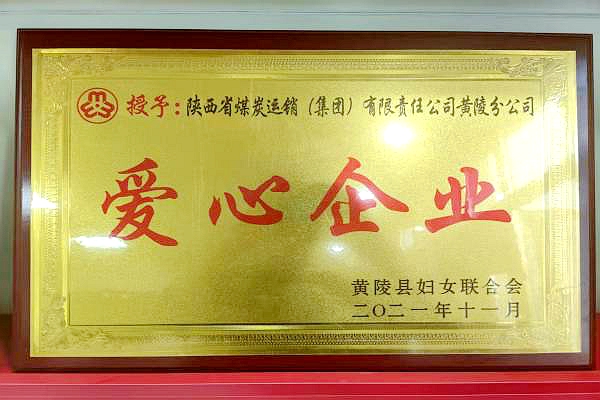 授予：陕西省煤炭运销（集团）有限责任公司黄陵分公司
爱心企业
黄陵县妇女联合会
二〇二一年十一月